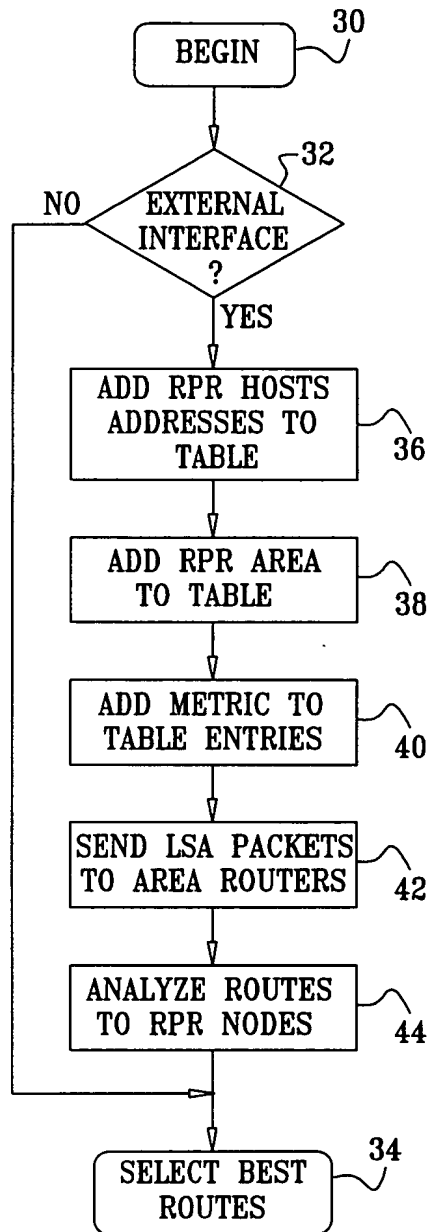 BEGIN
30
32
NO
EXTERNAL
INTERFACE
?
YES
ADD RPR HOSTS
ADDRESSES TO
TABLE
36
ADD RPR AREA
TO TABLE
38
ADD METRIC TO
TABLE ENTRIES
40
SEND LSA PACKETS
TO AREA ROUTERS
42
ANALYZE ROUTES
TO RPR NODES
44
34
SELECT BEST
ROUTES